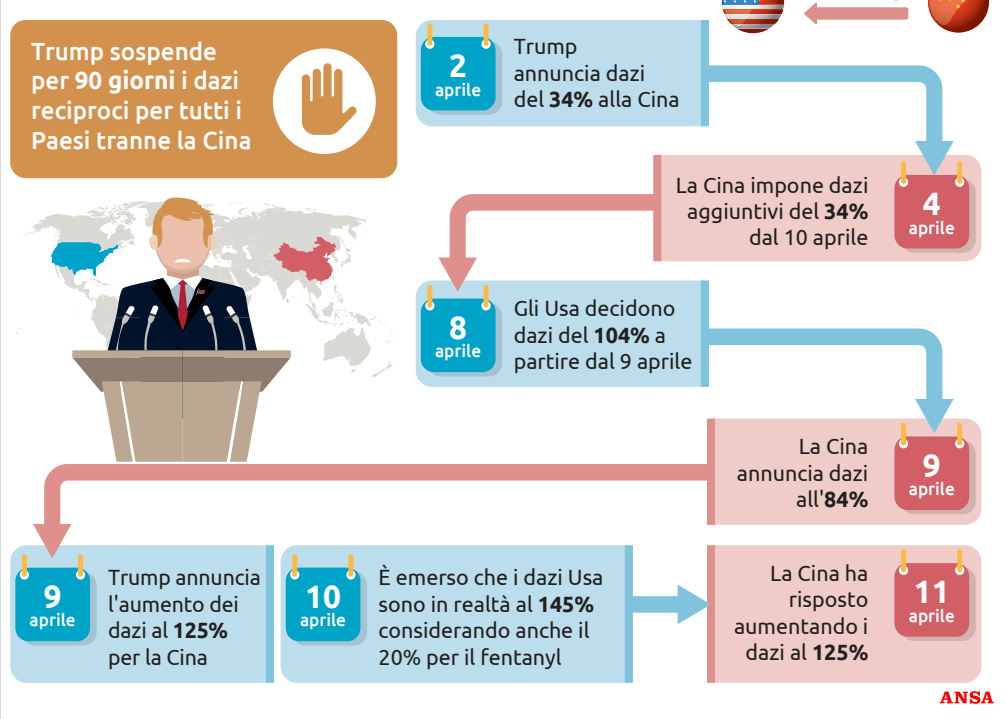 Trump sospende
per 90 giorni i dazi
reciproci per tutti i
Paesi tranne la Cina
2
aprile
Trump
annuncia dazi
del 34% alla Cina
La Cina impone dazi
aggiuntivi del 34%
dal 10 aprile
4
aprile
8
aprile
Gli Usa decidono
dazi del 104% a
partire dal 9 aprile
La Cina
annuncia dazi
all'84%
9
aprile
9
aprile
Trump annuncia
l'aumento dei
dazi al 125%
per la Cina
10
aprile
È emerso che i dazi Usa
sono in realtà al 145%
considerando anche il
20% per il fentanyl
La Cina ha
risposto
aumentando i
dazi al 125%
11
aprile
ANSA